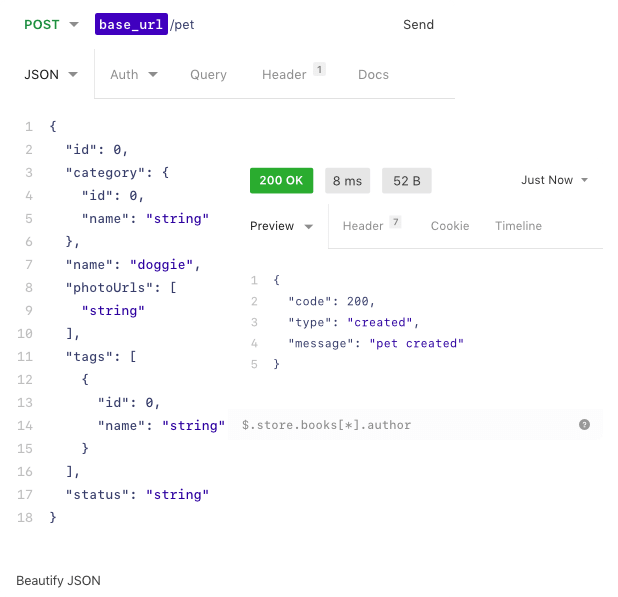 POST base_url/pet Send
JSON Auth Query Header 1 Docs
1 {
2 "id": 0,
3 "category": {
4 "id": 0,
5 "name": "string"
6 },
7 "name": "doggie",
8 "photoUrls": [
9 "string"
10 ],
11 "tags": [
12 {
13 "id": 0,
14 "name": "string"
15 }
16 ],
17 "status": "string"
18 }
Beautify JSON
200 OK 8 ms 52 B Just Now
Preview Header 7 Cookie Timeline
1 {
2 "code": 200,
3 "type": "created",
4 "message": "pet created"
5 }
$.store.books[*].author ?